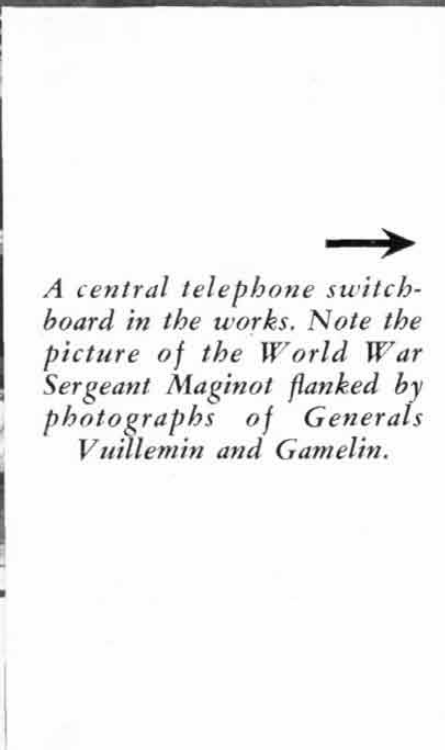 A central telephone switch-
board in the works. Note the
picture of the World War
Sergeant Maginot flanked by
photographs of Generals
Vuillemin and Gamelin.